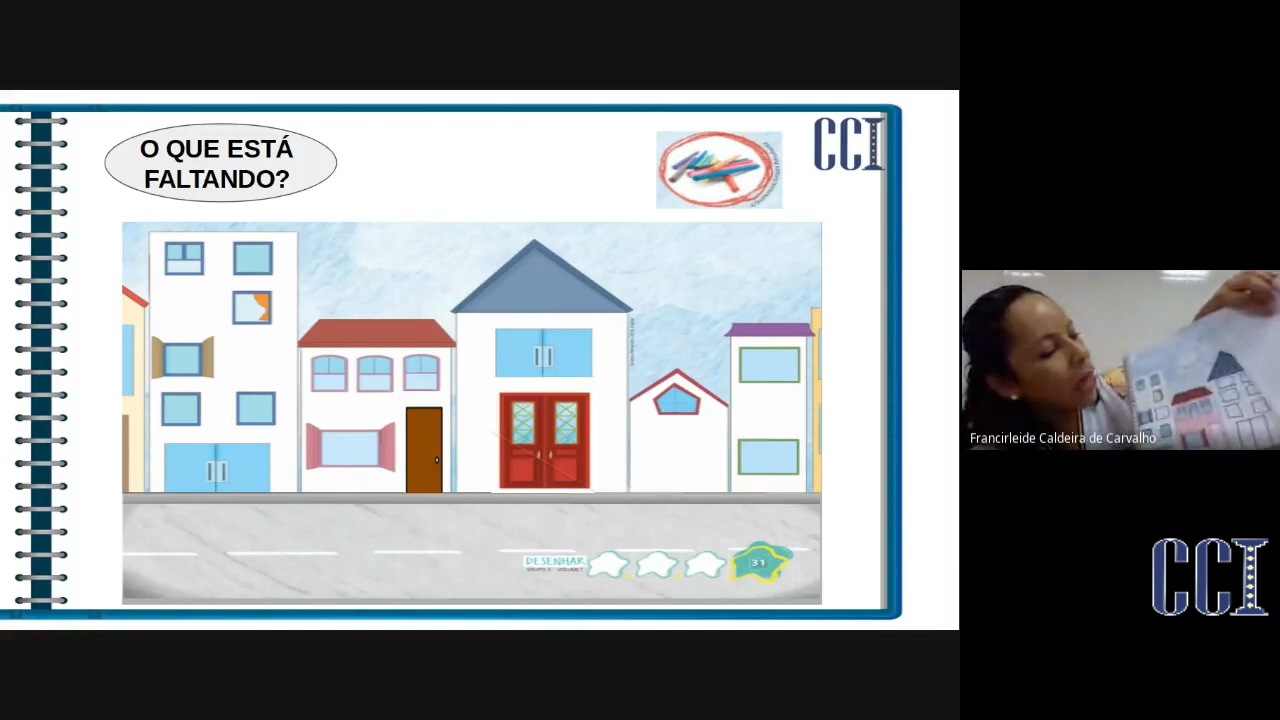 O QUE ESTÁ
FALTANDO?
CCI
DESENHAR
31
Francirleide Caldeira de Carvalho
CCI